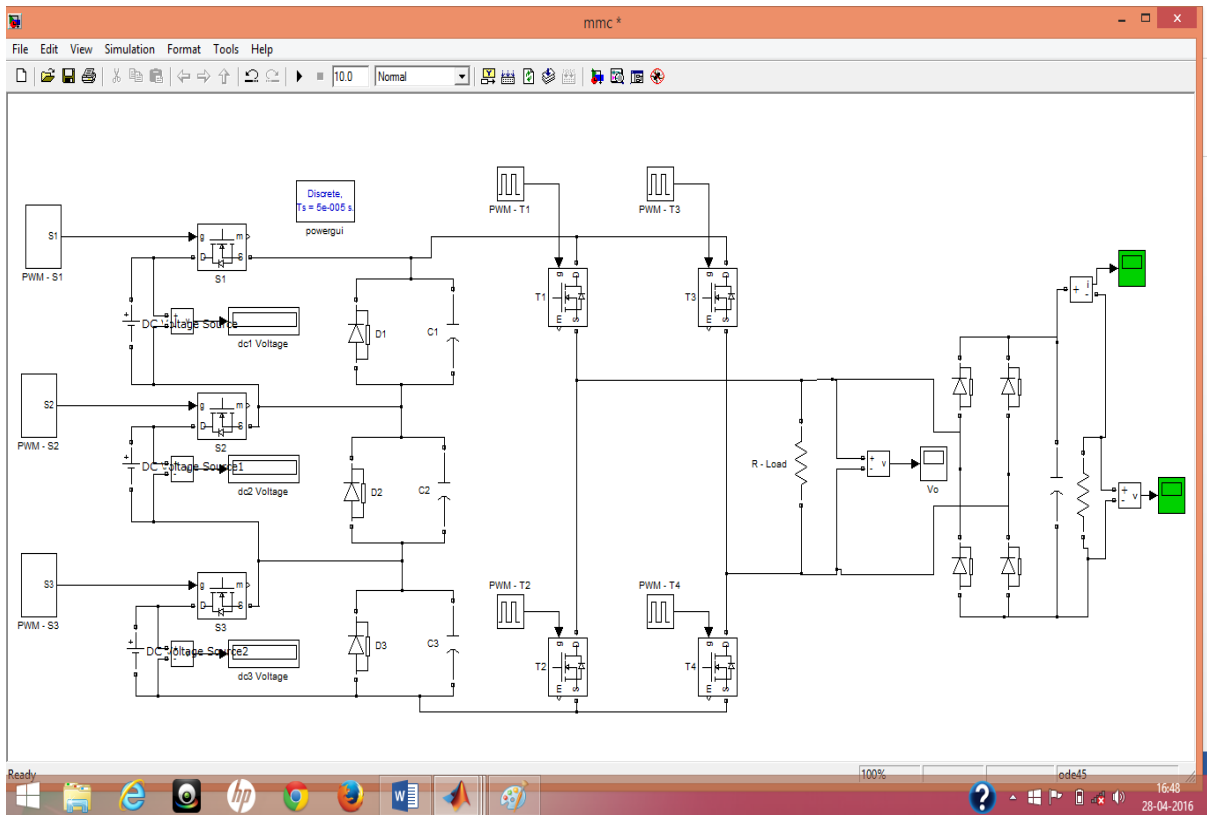 mmc *
File Edit View Simulation Format Tools Help
10.0 Normal
Discrete,
Ts = 5e-005 s.
powergui
PWM - T1
PWM - T3
S1
PWM - S1
g m
D S
S1
DC Voltage Source
+ v
-
dc1 Voltage
D1
C1
g D
T1
E S
g D
T3
E S
+ i
-
S2
PWM - S2
g m
D S
S2
DC Voltage Source1
dc2 Voltage
D2
C2
R - Load
+ v
-
Vo
+ v
-
S3
PWM - S3
g m
D S
S3
DC Voltage Source2
dc3 Voltage
D3
C3
PWM - T2
PWM - T4
g D
T2
E S
g D
T4
E S
Ready
100%
ode45
hp
W
?
16:48
28-04-2016